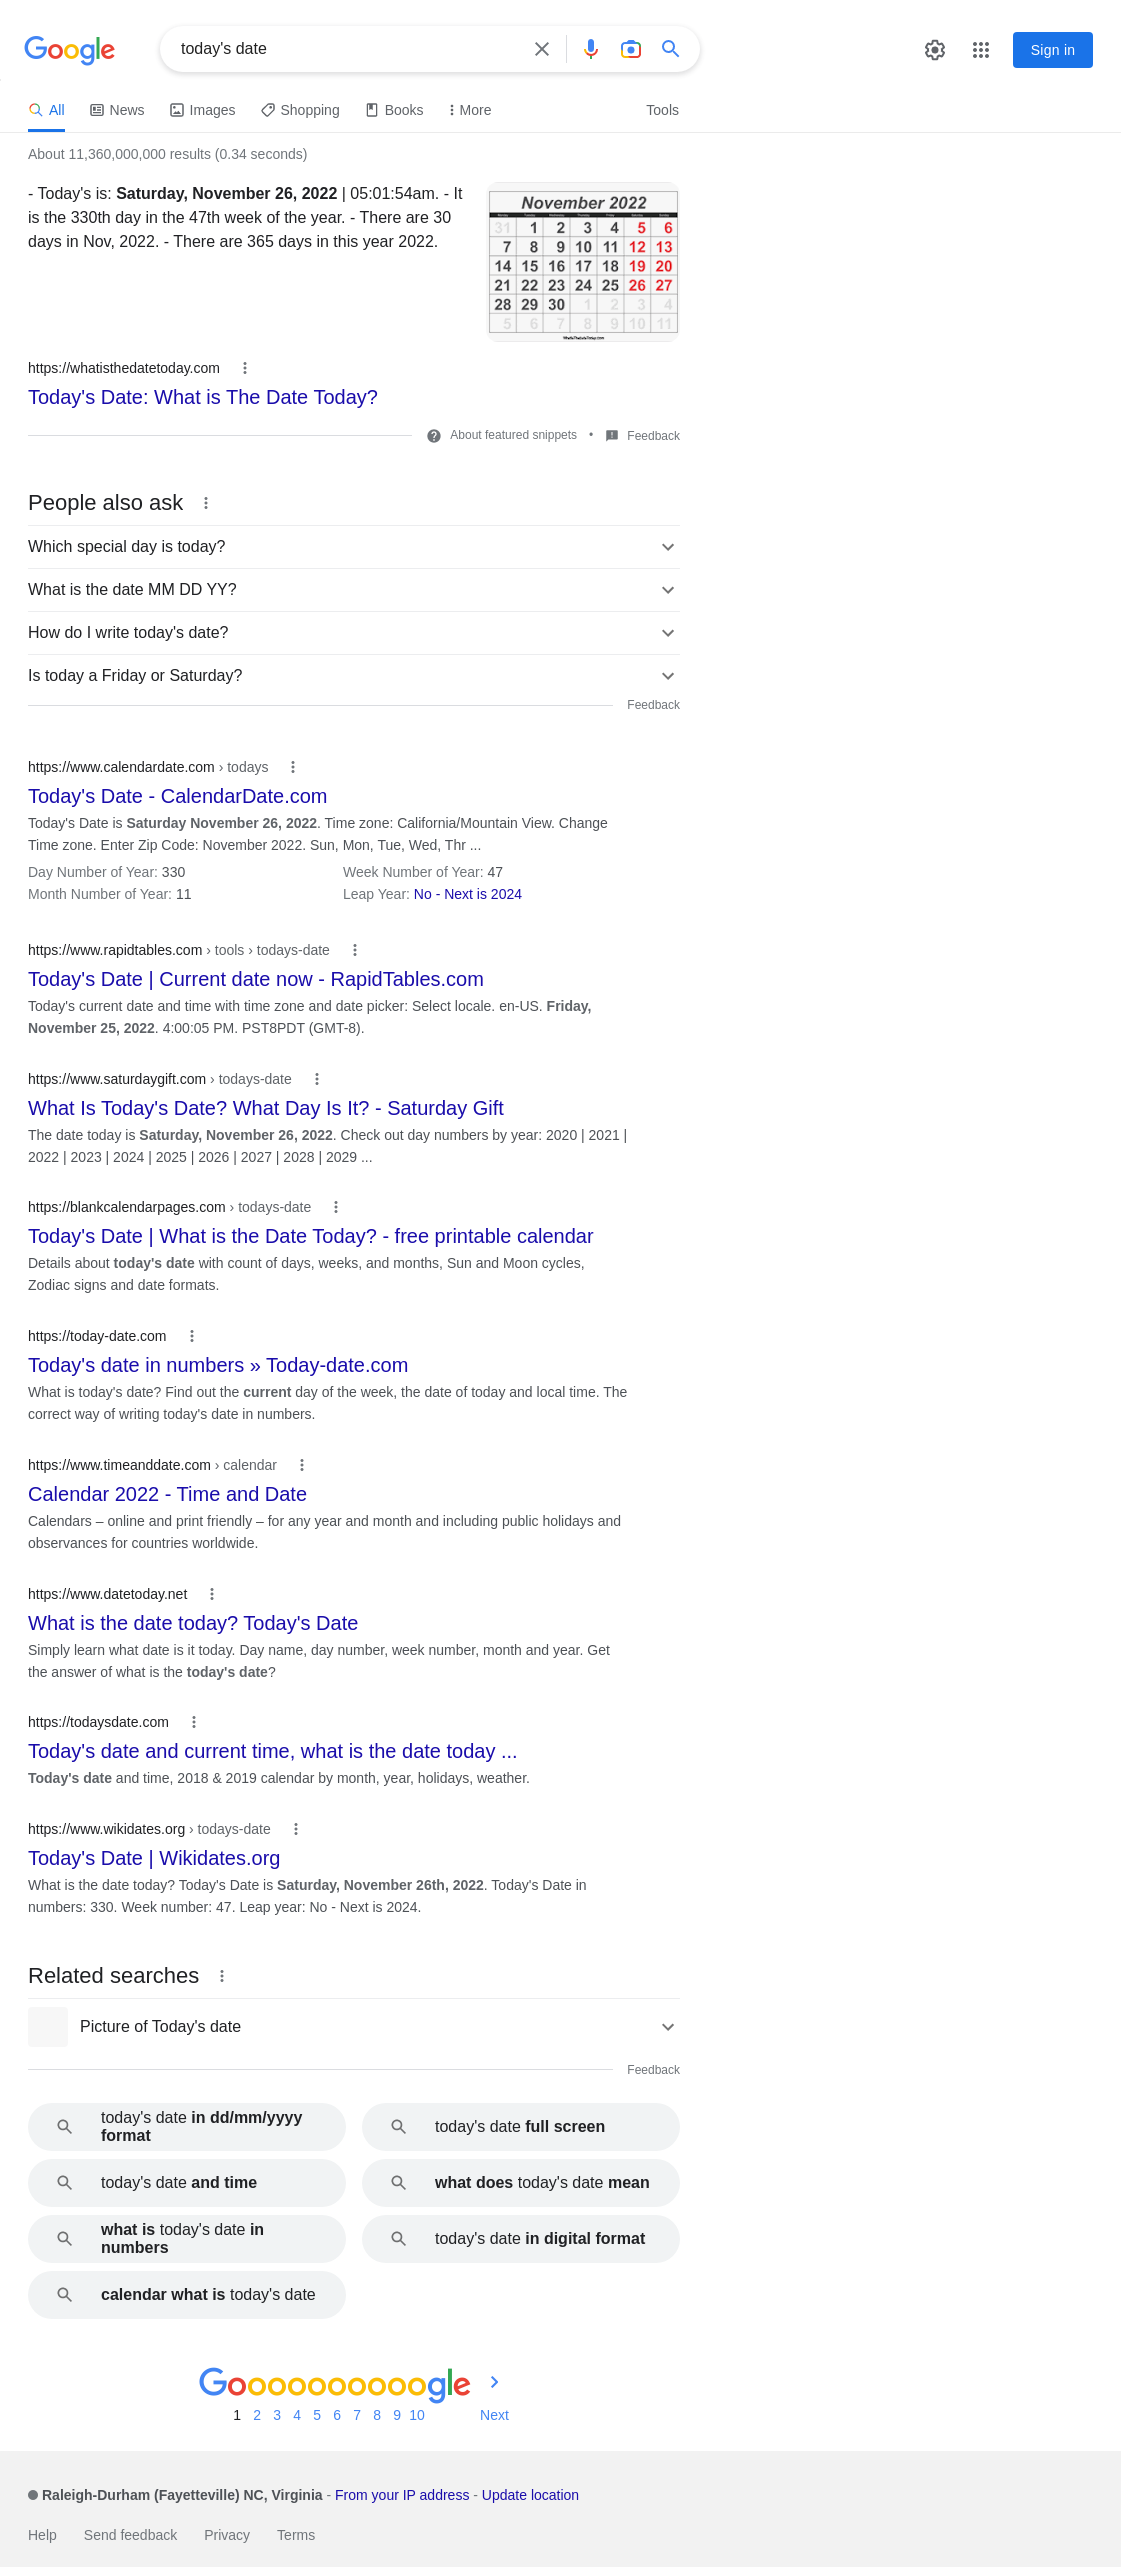 Google
today's date
Sign in
All
News
Images
Shopping
Books
More
Tools
About 11,360,000,000 results (0.34 seconds)
- Today's is: Saturday, November 26, 2022 | 05:01:54am. - It
is the 330th day in the 47th week of the year. - There are 30
days in Nov, 2022. - There are 365 days in this year 2022.
November 2022
Monday Tuesday Wednesday Thursday Friday Saturday Sunday
31 1 2 3 4 5 6
7 8 9 10 11 12 13
14 15 16 17 18 19 20
21 22 23 24 25 26 27
28 29 30 1 2 3 4
5 6 7 8 9 10 11
WhatIsTheDateToday.com
https://whatisthedatetoday.com
Today's Date: What is The Date Today?
About featured snippets • Feedback
People also ask
Which special day is today?
What is the date MM DD YY?
How do I write today's date?
Is today a Friday or Saturday?
Feedback
https://www.calendardate.com › todays
Today's Date - CalendarDate.com
Today's Date is Saturday November 26, 2022. Time zone: California/Mountain View. Change
Time zone. Enter Zip Code: November 2022. Sun, Mon, Tue, Wed, Thr ...
Day Number of Year: 330
Week Number of Year: 47
Month Number of Year: 11
Leap Year: No - Next is 2024
https://www.rapidtables.com › tools › todays-date
Today's Date | Current date now - RapidTables.com
Today's current date and time with time zone and date picker: Select locale. en-US. Friday,
November 25, 2022. 4:00:05 PM. PST8PDT (GMT-8).
https://www.saturdaygift.com › todays-date
What Is Today's Date? What Day Is It? - Saturday Gift
The date today is Saturday, November 26, 2022. Check out day numbers by year: 2020 | 2021 |
2022 | 2023 | 2024 | 2025 | 2026 | 2027 | 2028 | 2029 ...
https://blankcalendarpages.com › todays-date
Today's Date | What is the Date Today? - free printable calendar
Details about today's date with count of days, weeks, and months, Sun and Moon cycles,
Zodiac signs and date formats.
https://today-date.com
Today's date in numbers » Today-date.com
What is today's date? Find out the current day of the week, the date of today and local time. The
correct way of writing today's date in numbers.
https://www.timeanddate.com › calendar
Calendar 2022 - Time and Date
Calendars – online and print friendly – for any year and month and including public holidays and
observances for countries worldwide.
https://www.datetoday.net
What is the date today? Today's Date
Simply learn what date is it today. Day name, day number, week number, month and year. Get
the answer of what is the today's date?
https://todaysdate.com
Today's date and current time, what is the date today ...
Today's date and time, 2018 & 2019 calendar by month, year, holidays, weather.
https://www.wikidates.org › todays-date
Today's Date | Wikidates.org
What is the date today? Today's Date is Saturday, November 26th, 2022. Today's Date in
numbers: 330. Week number: 47. Leap year: No - Next is 2024.
Related searches
Picture of Today's date
Feedback
today's date in dd/mm/yyyy
format
today's date full screen
today's date and time
what does today's date mean
what is today's date in
numbers
today's date in digital format
calendar what is today's date
Goooooooooogle
1 2 3 4 5 6 7 8 9 10 Next
Raleigh-Durham (Fayetteville) NC, Virginia - From your IP address - Update location
Help Send feedback Privacy Terms